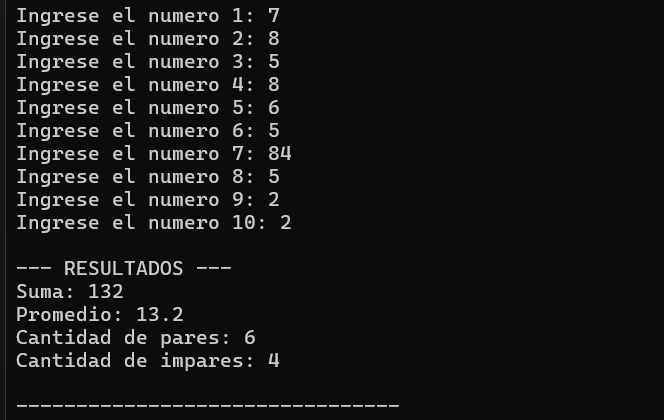 Ingrese el numero 1: 7
Ingrese el numero 2: 8
Ingrese el numero 3: 5
Ingrese el numero 4: 8
Ingrese el numero 5: 6
Ingrese el numero 6: 5
Ingrese el numero 7: 84
Ingrese el numero 8: 5
Ingrese el numero 9: 2
Ingrese el numero 10: 2
--- RESULTADOS ---
Suma: 132
Promedio: 13.2
Cantidad de pares: 6
Cantidad de impares: 4
--------------------------------